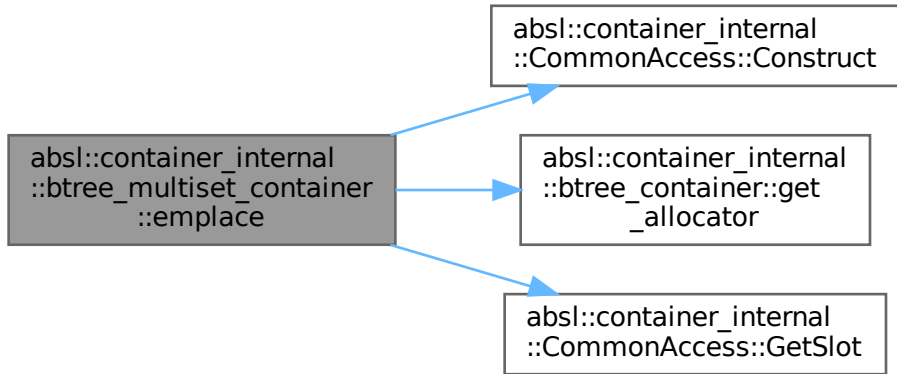 absl::container_internal
::CommonAccess::Construct
absl::container_internal
::btree_multiset_container
::emplace
absl::container_internal
::btree_container::get
_allocator
absl::container_internal
::CommonAccess::GetSlot